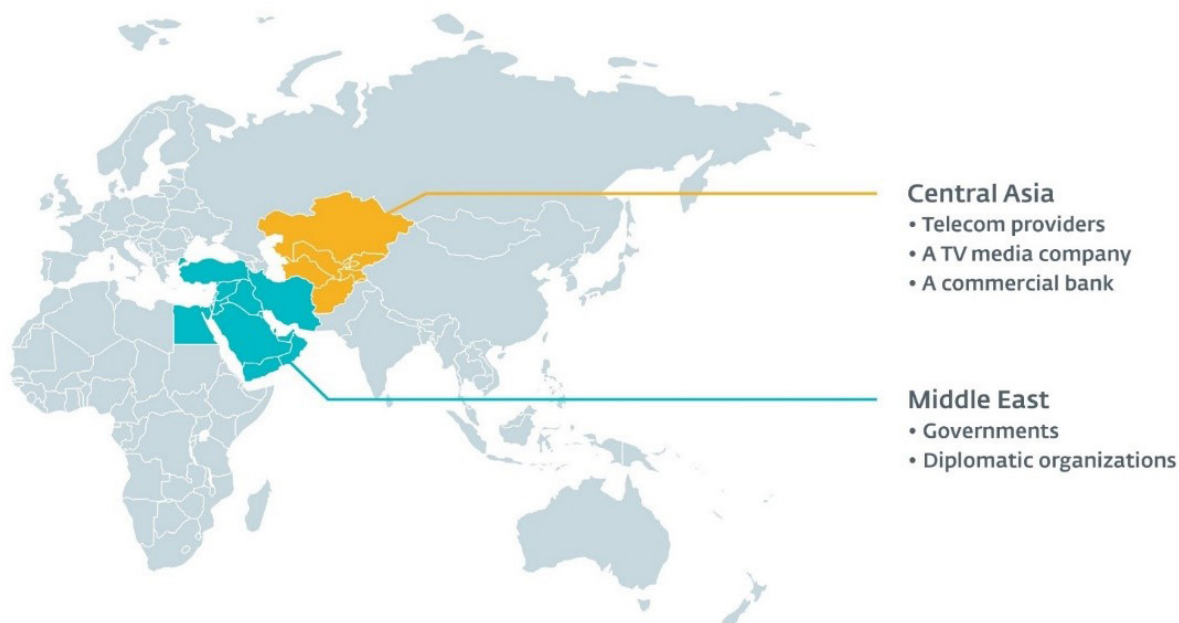 Central Asia
• Telecom providers
• A TV media company
• A commercial bank
Middle East
• Governments
• Diplomatic organizations